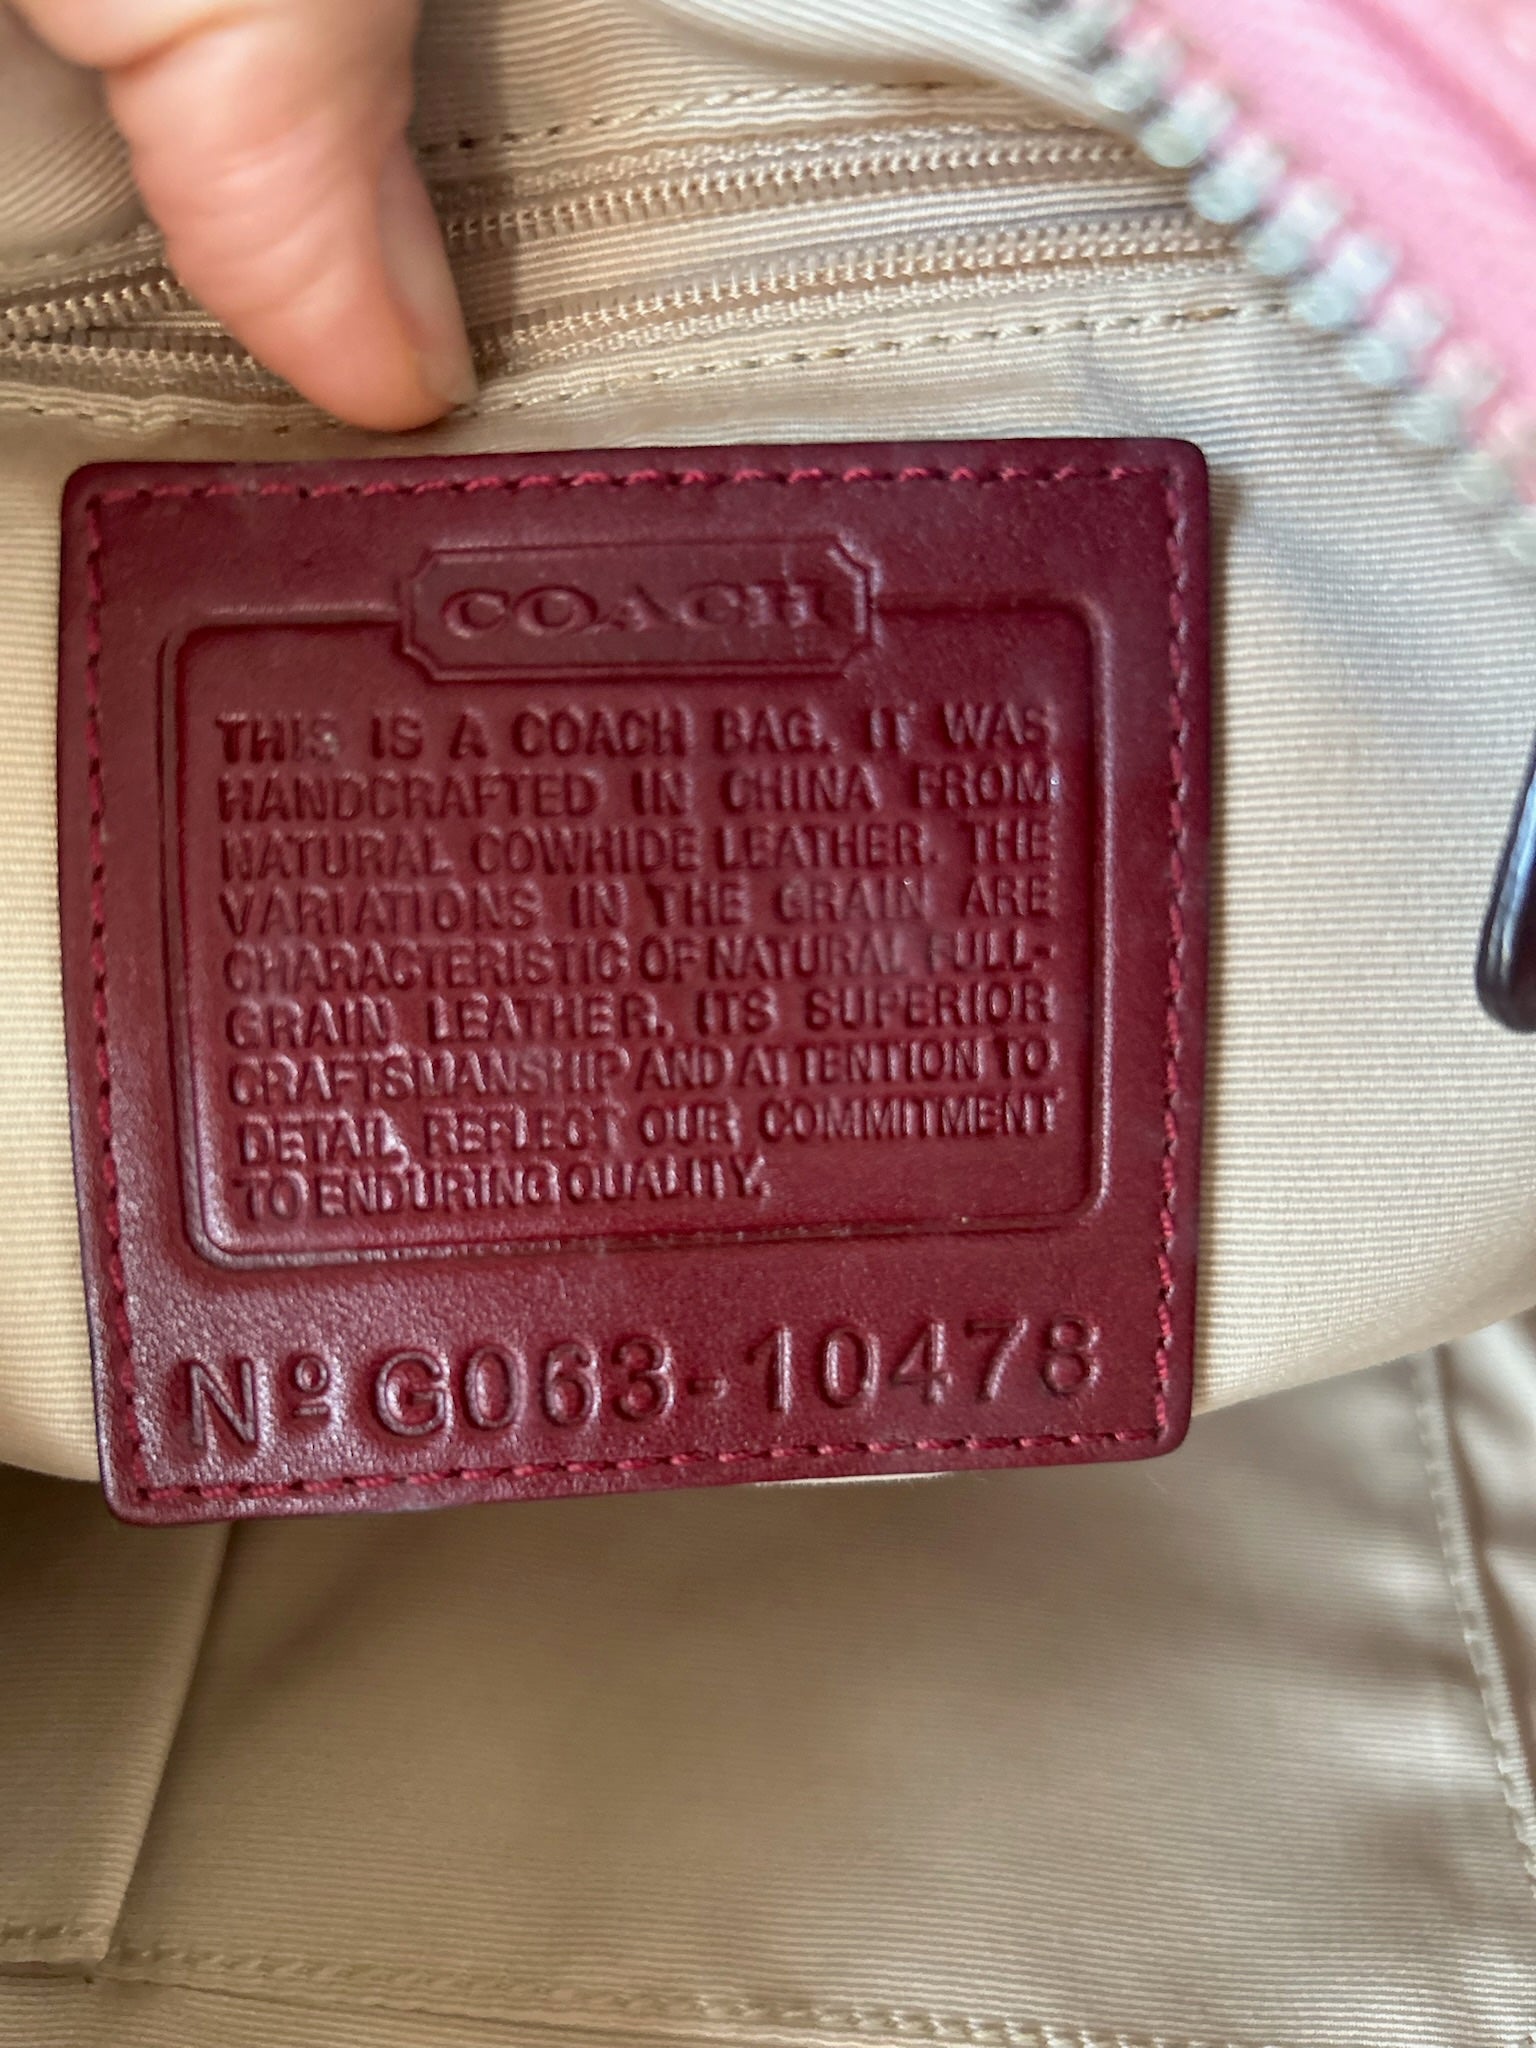 COACH
THIS IS A COACH BAG. IT WAS
HANDCRAFTED IN CHINA FROM
NATURAL COWHIDE LEATHER. THE
VARIATIONS IN THE GRAIN ARE
CHARACTERISTIC OF NATURAL FULL-
GRAIN LEATHER. ITS SUPERIOR
CRAFTSMANSHIP AND ATTENTION TO
DETAIL REFLECT OUR COMMITMENT
TO ENDURING QUALITY.
Nº G063-10478